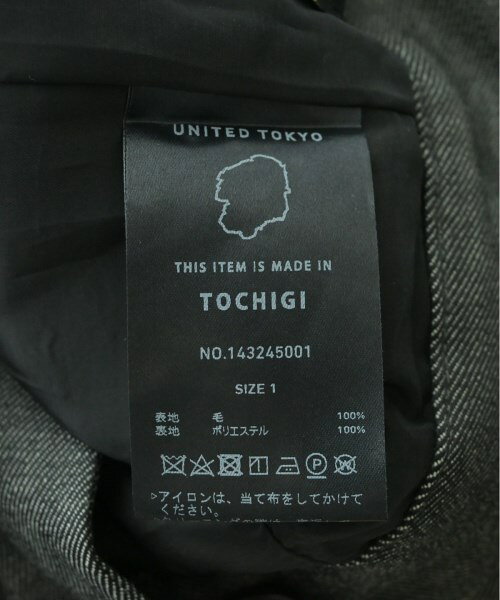 UNITED TOKYO
THIS ITEM IS MADE IN
TOCHIGI
NO.143245001
SIZE 1
表地 毛 100%
裏地 ポリエステル 100%
▷アイロンは、当て布をしてかけて
ください。